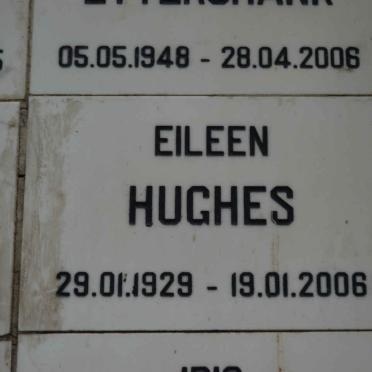 05.05.1948 - 28.04.2006
EILEEN
HUGHES
29.01.1929 - 19.01.2006